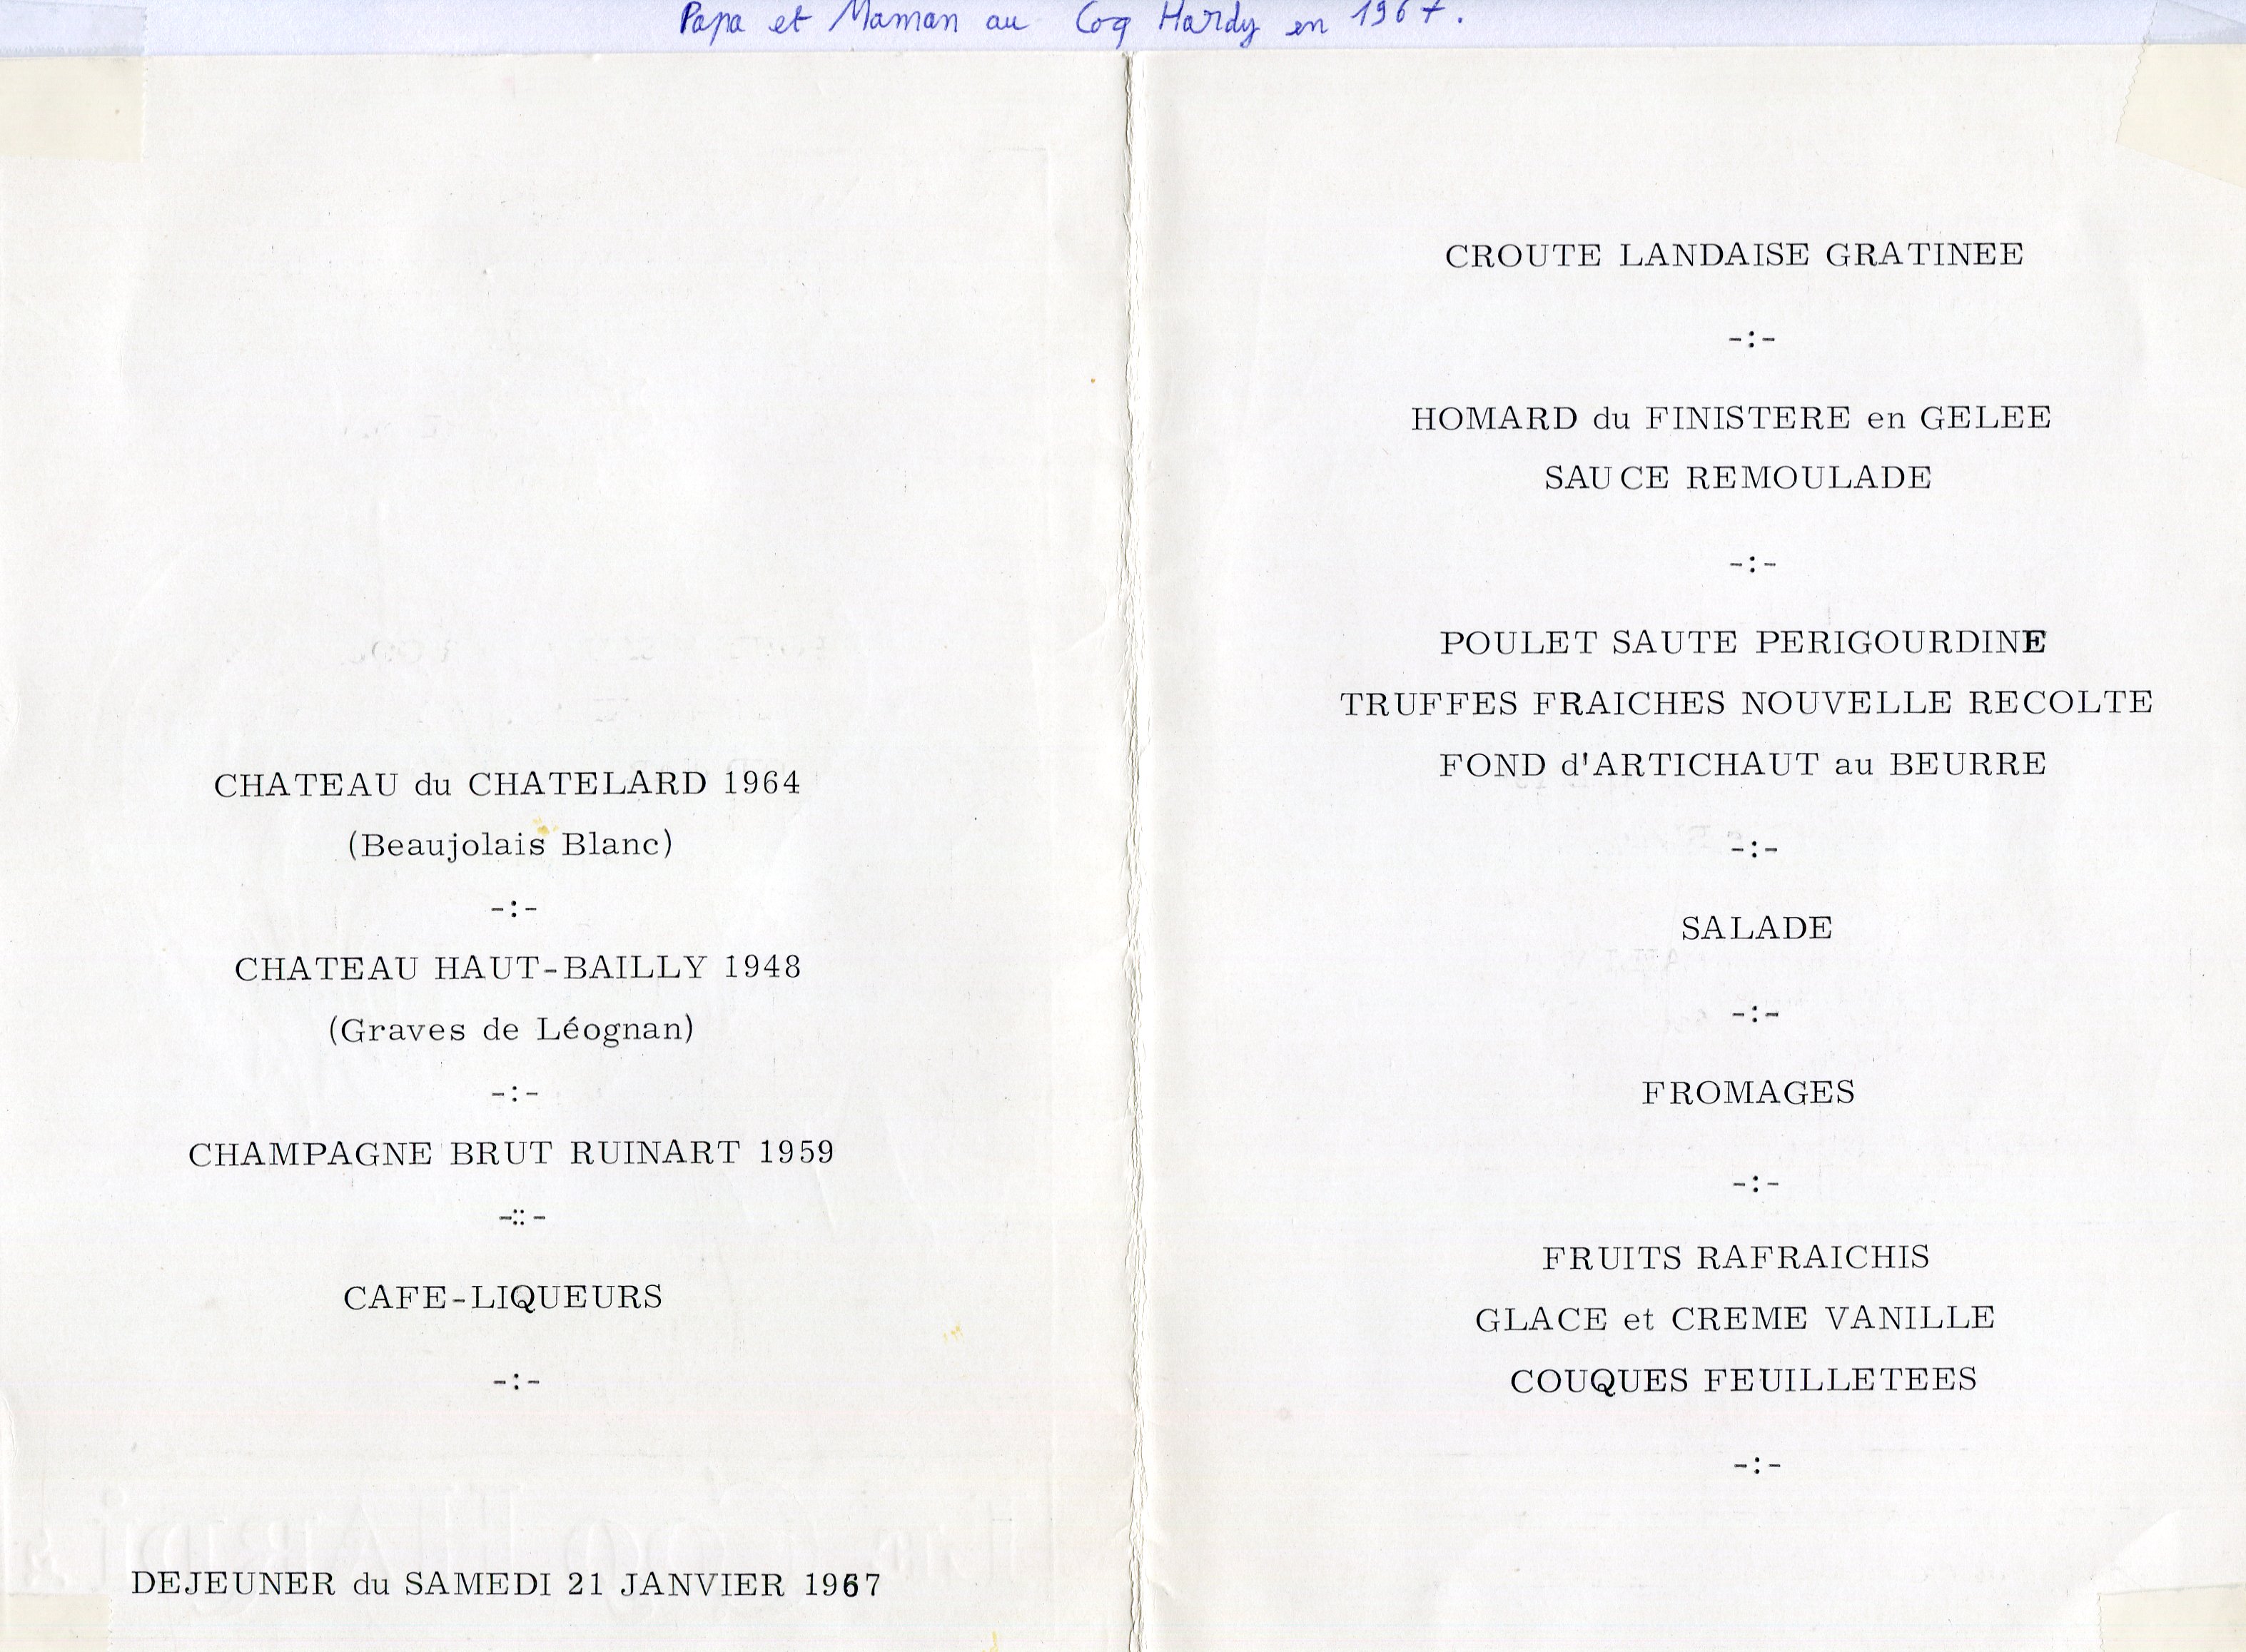 Papa et Maman au Coq Hardy en 1967.
CHATEAU du CHATELARD 1964
(Beaujolais Blanc)
-:-
CHATEAU HAUT-BAILLY 1948
(Graves de Léognan)
-:-
CHAMPAGNE BRUT RUINART 1959
-::-
CAFE-LIQUEURS
-:-
DEJEUNER du SAMEDI 21 JANVIER 1967
CROUTE LANDAISE GRATINEE
-:-
HOMARD du FINISTERE en GELEE
SAUCE REMOULADE
-:-
POULET SAUTE PERIGOURDINE
TRUFFES FRAICHES NOUVELLE RECOLTE
FOND d'ARTICHAUT au BEURRE
-:-
SALADE
-:-
FROMAGES
-:-
FRUITS RAFRAICHIS
GLACE et CREME VANILLE
COUQUES FEUILLETEES
-:-